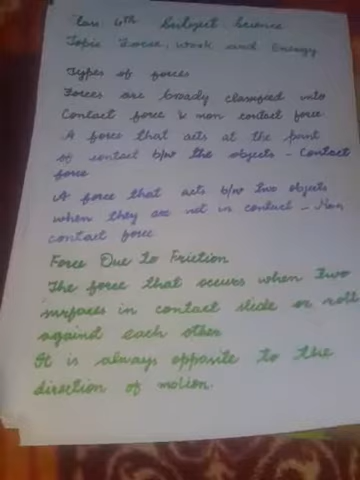 Class 4th Subject Science
Topic Force, work and Energy
Types of forces
Forces are broadly classified into
Contact force & non contact force.
A force that acts at the point
of contact b/w the objects - Contact
force
A force that acts b/w two objects
when they are not in contact - Non
contact force
Force Due To Friction
The force that occurs when two
surfaces in contact slide or roll
against each other
It is always opposite to the
direction of motion.